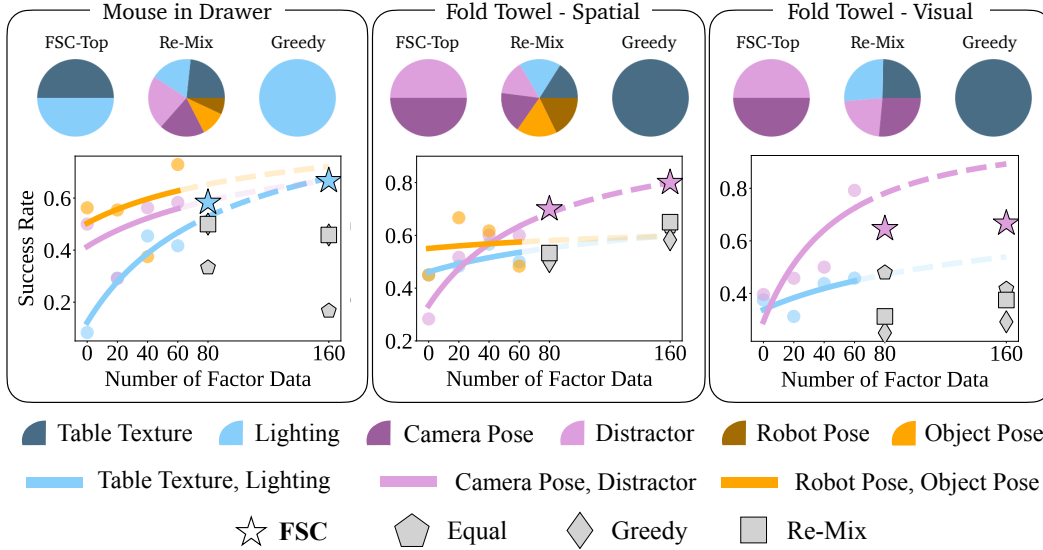 Mouse in Drawer
Fold Towel - Spatial
Fold Towel - Visual
FSC-Top Re-Mix Greedy
FSC-Top Re-Mix Greedy
FSC-Top Re-Mix Greedy
Success Rate
0.6
0.4
0.2
0 20 40 60 80 160
Number of Factor Data
0.8
0.6
0.4
0.2
0 20 40 60 80 160
Number of Factor Data
0.8
0.6
0.4
0 20 40 60 80 160
Number of Factor Data
Table Texture Lighting Camera Pose Distractor Robot Pose Object Pose
Table Texture, Lighting Camera Pose, Distractor Robot Pose, Object Pose
FSC Equal Greedy Re-Mix